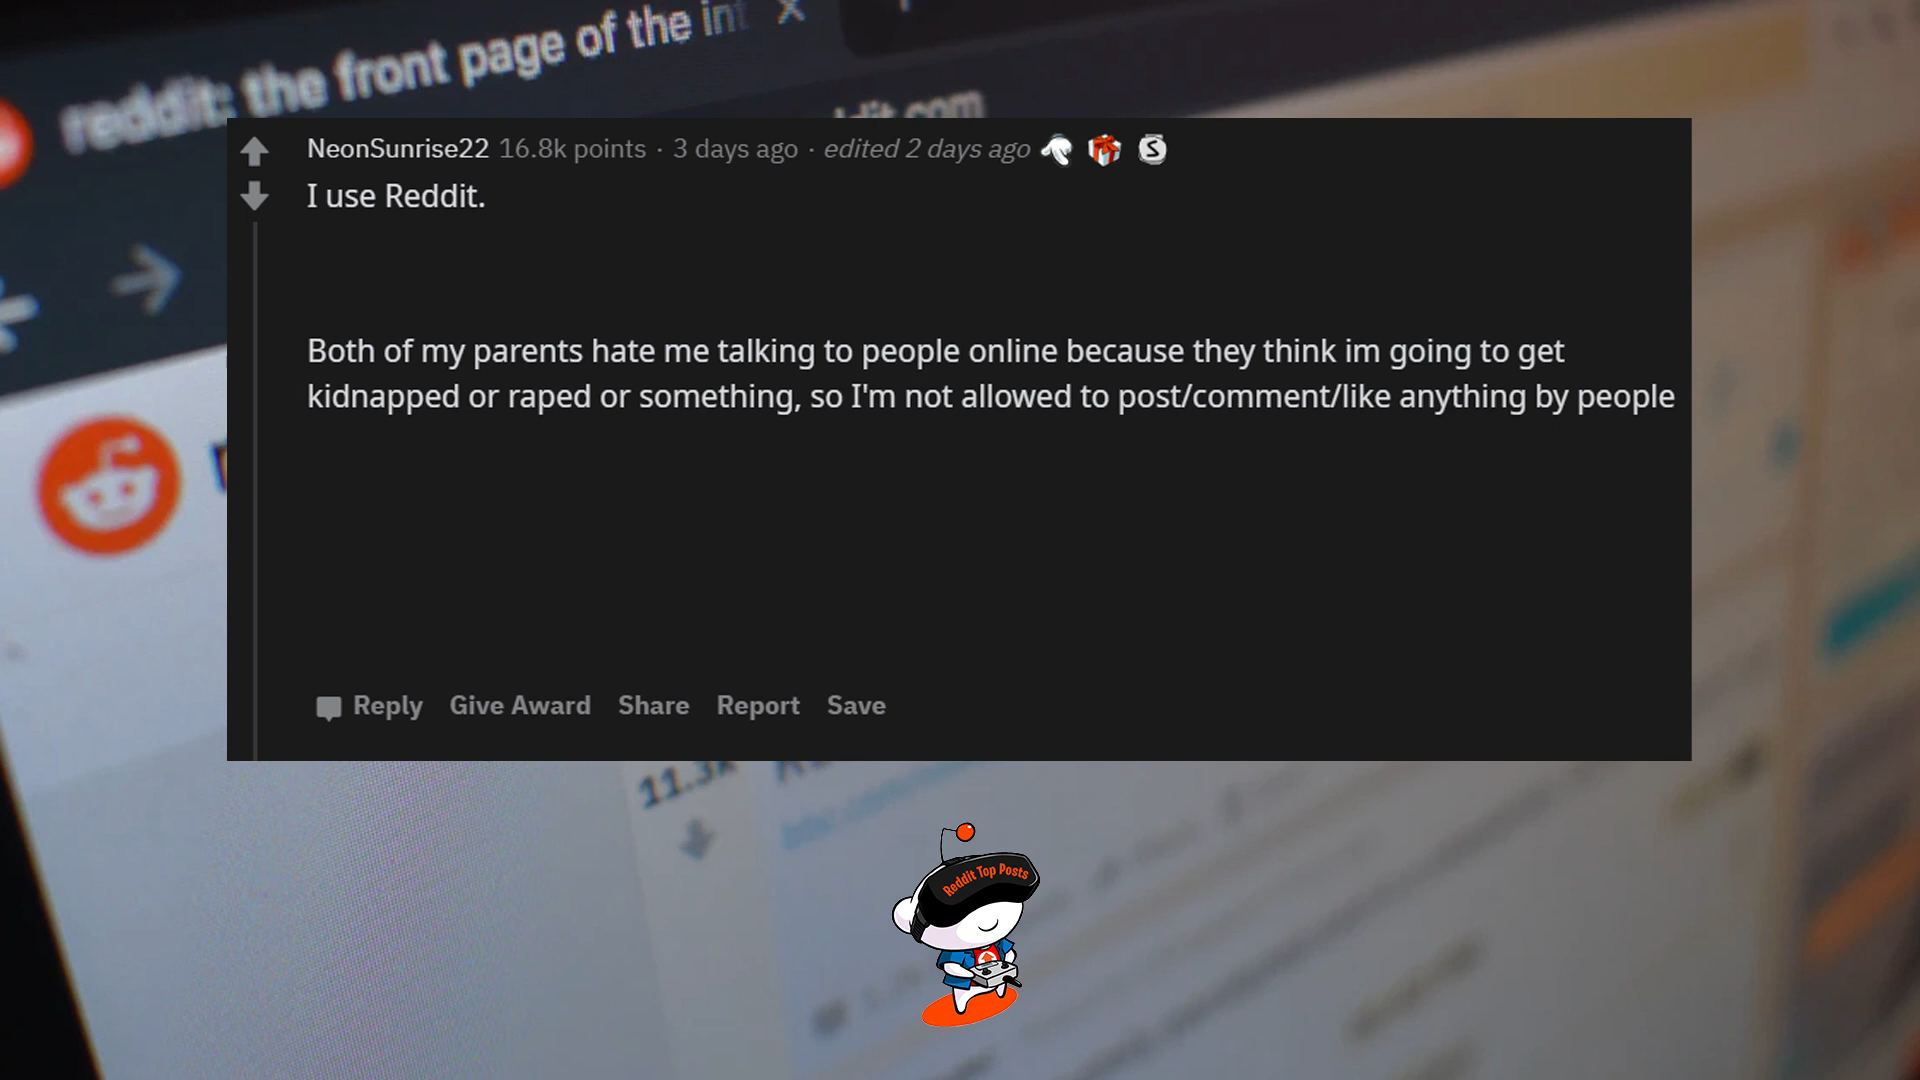 reddit: the front page of the int
NeonSunrise22 16.8k points · 3 days ago · edited 2 days ago
I use Reddit.
Both of my parents hate me talking to people online because they think im going to get
kidnapped or raped or something, so I'm not allowed to post/comment/like anything by people
Reply Give Award Share Report Save
11.3k
Reddit Top Posts